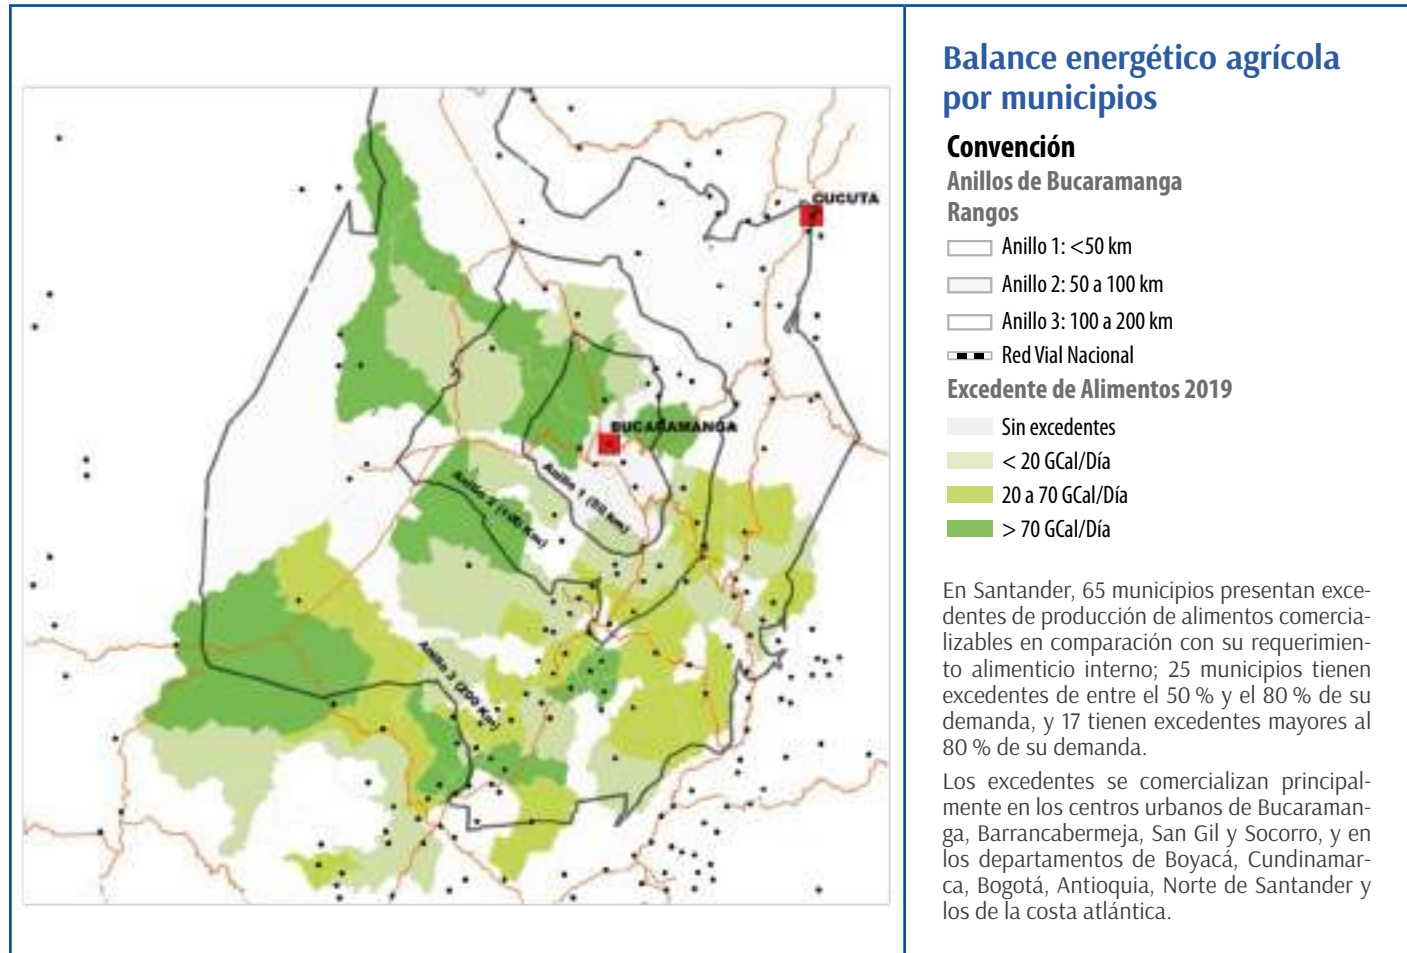 CUCUTA
BUCARAMANGA
Anillo 1 (50 Km)
Anillo 2 (100 Km)
Anillo 3 (200 Km)
Balance energético agrícola
por municipios
Convención
Anillos de Bucaramanga
Rangos
Anillo 1: <50 km
Anillo 2: 50 a 100 km
Anillo 3: 100 a 200 km
Red Vial Nacional
Excedente de Alimentos 2019
Sin excedentes
< 20 GCal/Día
20 a 70 GCal/Día
> 70 GCal/Día
En Santander, 65 municipios presentan exce-
dentes de producción de alimentos comercia-
lizables en comparación con su requerimien-
to alimenticio interno; 25 municipios tienen
excedentes de entre el 50 % y el 80 % de su
demanda, y 17 tienen excedentes mayores al
80 % de su demanda.
Los excedentes se comercializan principal-
mente en los centros urbanos de Bucaraman-
ga, Barrancabermeja, San Gil y Socorro, y en
los departamentos de Boyacá, Cundinamar-
ca, Bogotá, Antioquia, Norte de Santander y
los de la costa atlántica.